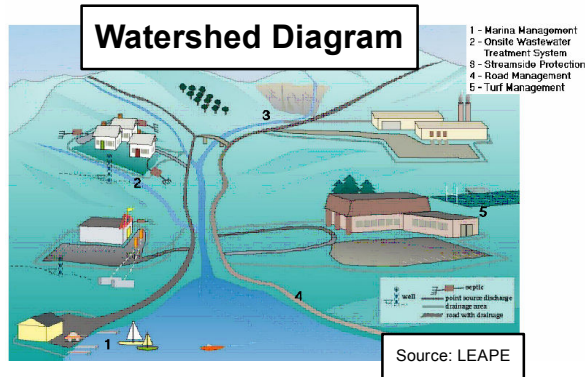 Watershed Diagram
1 - Marina Management
2 - Onsite Wastewater
Treatment System
3 - Streamside Protection
4 - Road Management
5 - Turf Management
3
2
5
4
1
well
septic
point source discharge
drainage area
road with drainage
Source: LEAPE